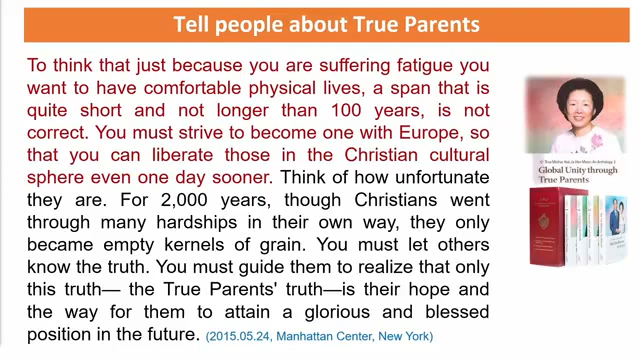 Tell people about True Parents
To think that just because you are suffering fatigue you
want to have comfortable physical lives, a span that is
quite short and not longer than 100 years, is not
correct. You must strive to become one with Europe, so
that you can liberate those in the Christian cultural
sphere even one day sooner. Think of how unfortunate
they are. For 2,000 years, though Christians went
through many hardships in their own way, they only
became empty kernels of grain. You must let others
know the truth. You must guide them to realize that only
this truth— the True Parents' truth—is their hope and
the way for them to attain a glorious and blessed
position in the future. (2015.05.24, Manhattan Center, New York)
Global Unity through
True Parents